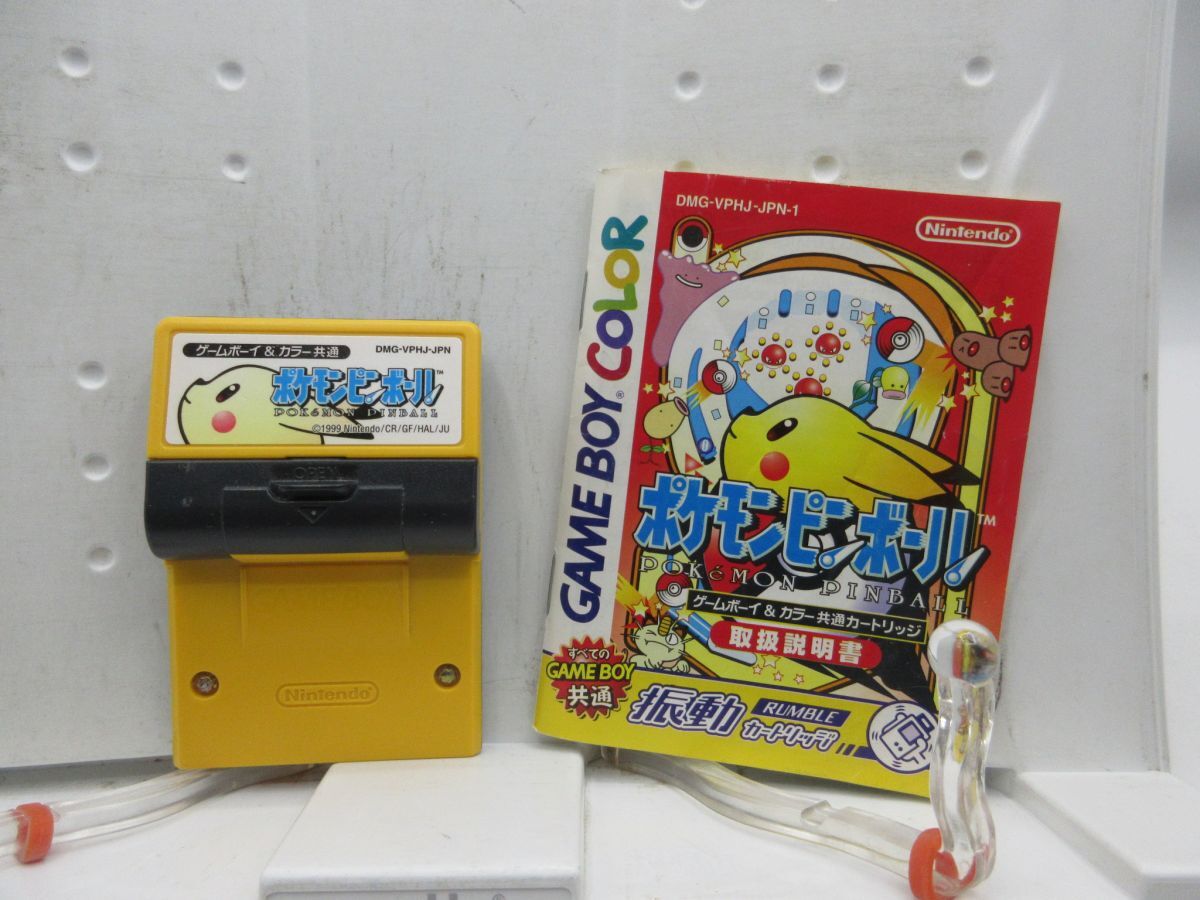 ゲームボーイ&カラー共通
DMG-VPHJ-JPN
ポケモンピンボール™
POKéMON PINBALL
©1999 Nintendo/CR/GF/HAL/JU
OPEN
Nintendo®
DMG-VPHJ-JPN-1
Nintendo®
GAME BOY® COLOR
ポケモンピンボール™
POKéMON PINBALL
ゲームボーイ&カラー共通カートリッジ
取扱説明書
すべての
GAME BOY
共通
振動
RUMBLE
カートリッジ